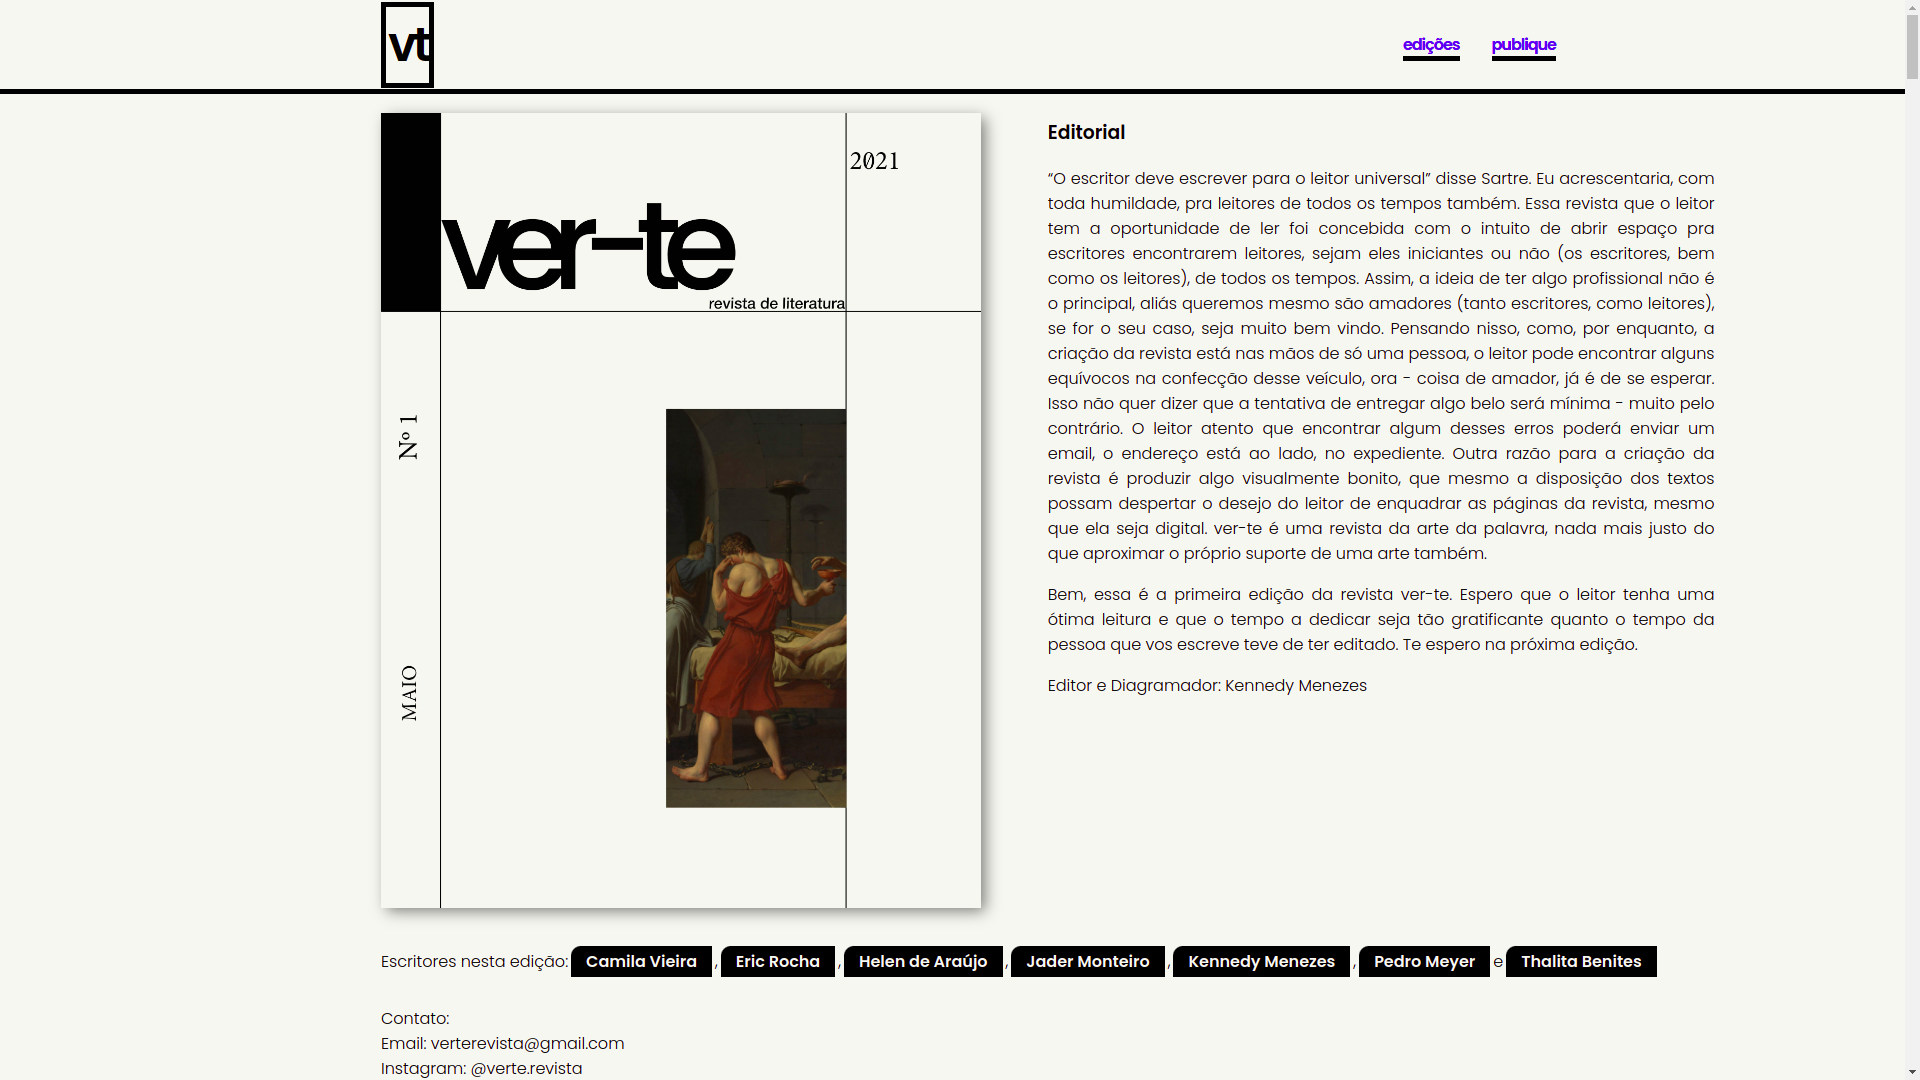 vt
edições publique
ver-te
revista de literatura
2021
Nº 1
MAIO
Editorial
“O escritor deve escrever para o leitor universal” disse Sartre. Eu acrescentaria, com
toda humildade, pra leitores de todos os tempos também. Essa revista que o leitor
tem a oportunidade de ler foi concebida com o intuito de abrir espaço pra
escritores encontrarem leitores, sejam eles iniciantes ou não (os escritores, bem
como os leitores), de todos os tempos. Assim, a ideia de ter algo profissional não é
o principal, aliás queremos mesmo são amadores (tanto escritores, como leitores),
se for o seu caso, seja muito bem vindo. Pensando nisso, como, por enquanto, a
criação da revista está nas mãos de só uma pessoa, o leitor pode encontrar alguns
equívocos na confecção desse veículo, ora - coisa de amador, já é de se esperar.
Isso não quer dizer que a tentativa de entregar algo belo será mínima - muito pelo
contrário. O leitor atento que encontrar algum desses erros poderá enviar um
email, o endereço está ao lado, no expediente. Outra razão para a criação da
revista é produzir algo visualmente bonito, que mesmo a disposição dos textos
possam despertar o desejo do leitor de enquadrar as páginas da revista, mesmo
que ela seja digital. ver-te é uma revista da arte da palavra, nada mais justo do
que aproximar o próprio suporte de uma arte também.
Bem, essa é a primeira edição da revista ver-te. Espero que o leitor tenha uma
ótima leitura e que o tempo a dedicar seja tão gratificante quanto o tempo da
pessoa que vos escreve teve de ter editado. Te espero na próxima edição.
Editor e Diagramador: Kennedy Menezes
Escritores nesta edição: Camila Vieira , Eric Rocha , Helen de Araújo , Jader Monteiro , Kennedy Menezes , Pedro Meyer e Thalita Benites
Contato:
Email: verterevista@gmail.com
Instagram: @verte.revista